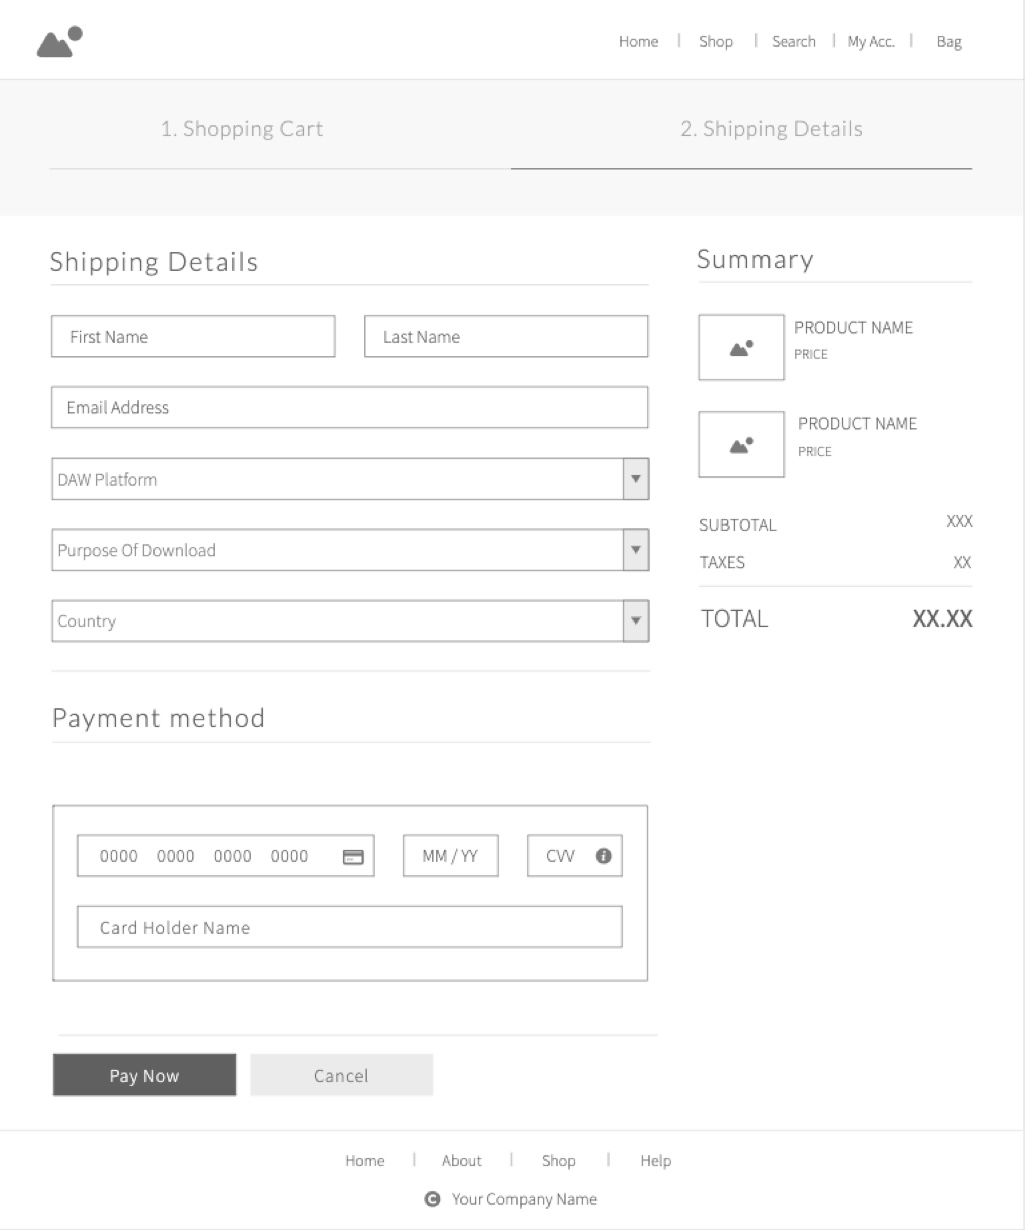 Home | Shop | Search | My Acc. | Bag
1. Shopping Cart
2. Shipping Details
Shipping Details
First Name
Last Name
Email Address
DAW Platform
Purpose Of Download
Country
Summary
PRODUCT NAME
PRICE
PRODUCT NAME
PRICE
SUBTOTAL XXX
TAXES XX
TOTAL XX.XX
Payment method
0000 0000 0000 0000
MM / YY
CVV
Card Holder Name
Pay Now
Cancel
Home | About | Shop | Help
© Your Company Name